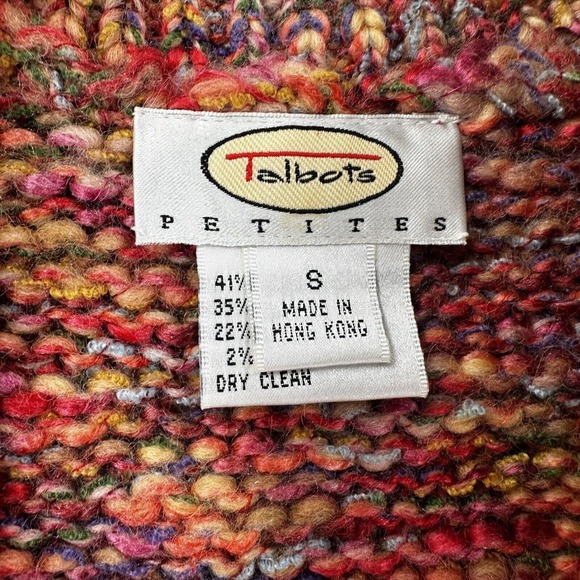 Talbots
PETITES
S
MADE IN
HONG KONG
41%
35%
22%
2%
DRY CLEAN